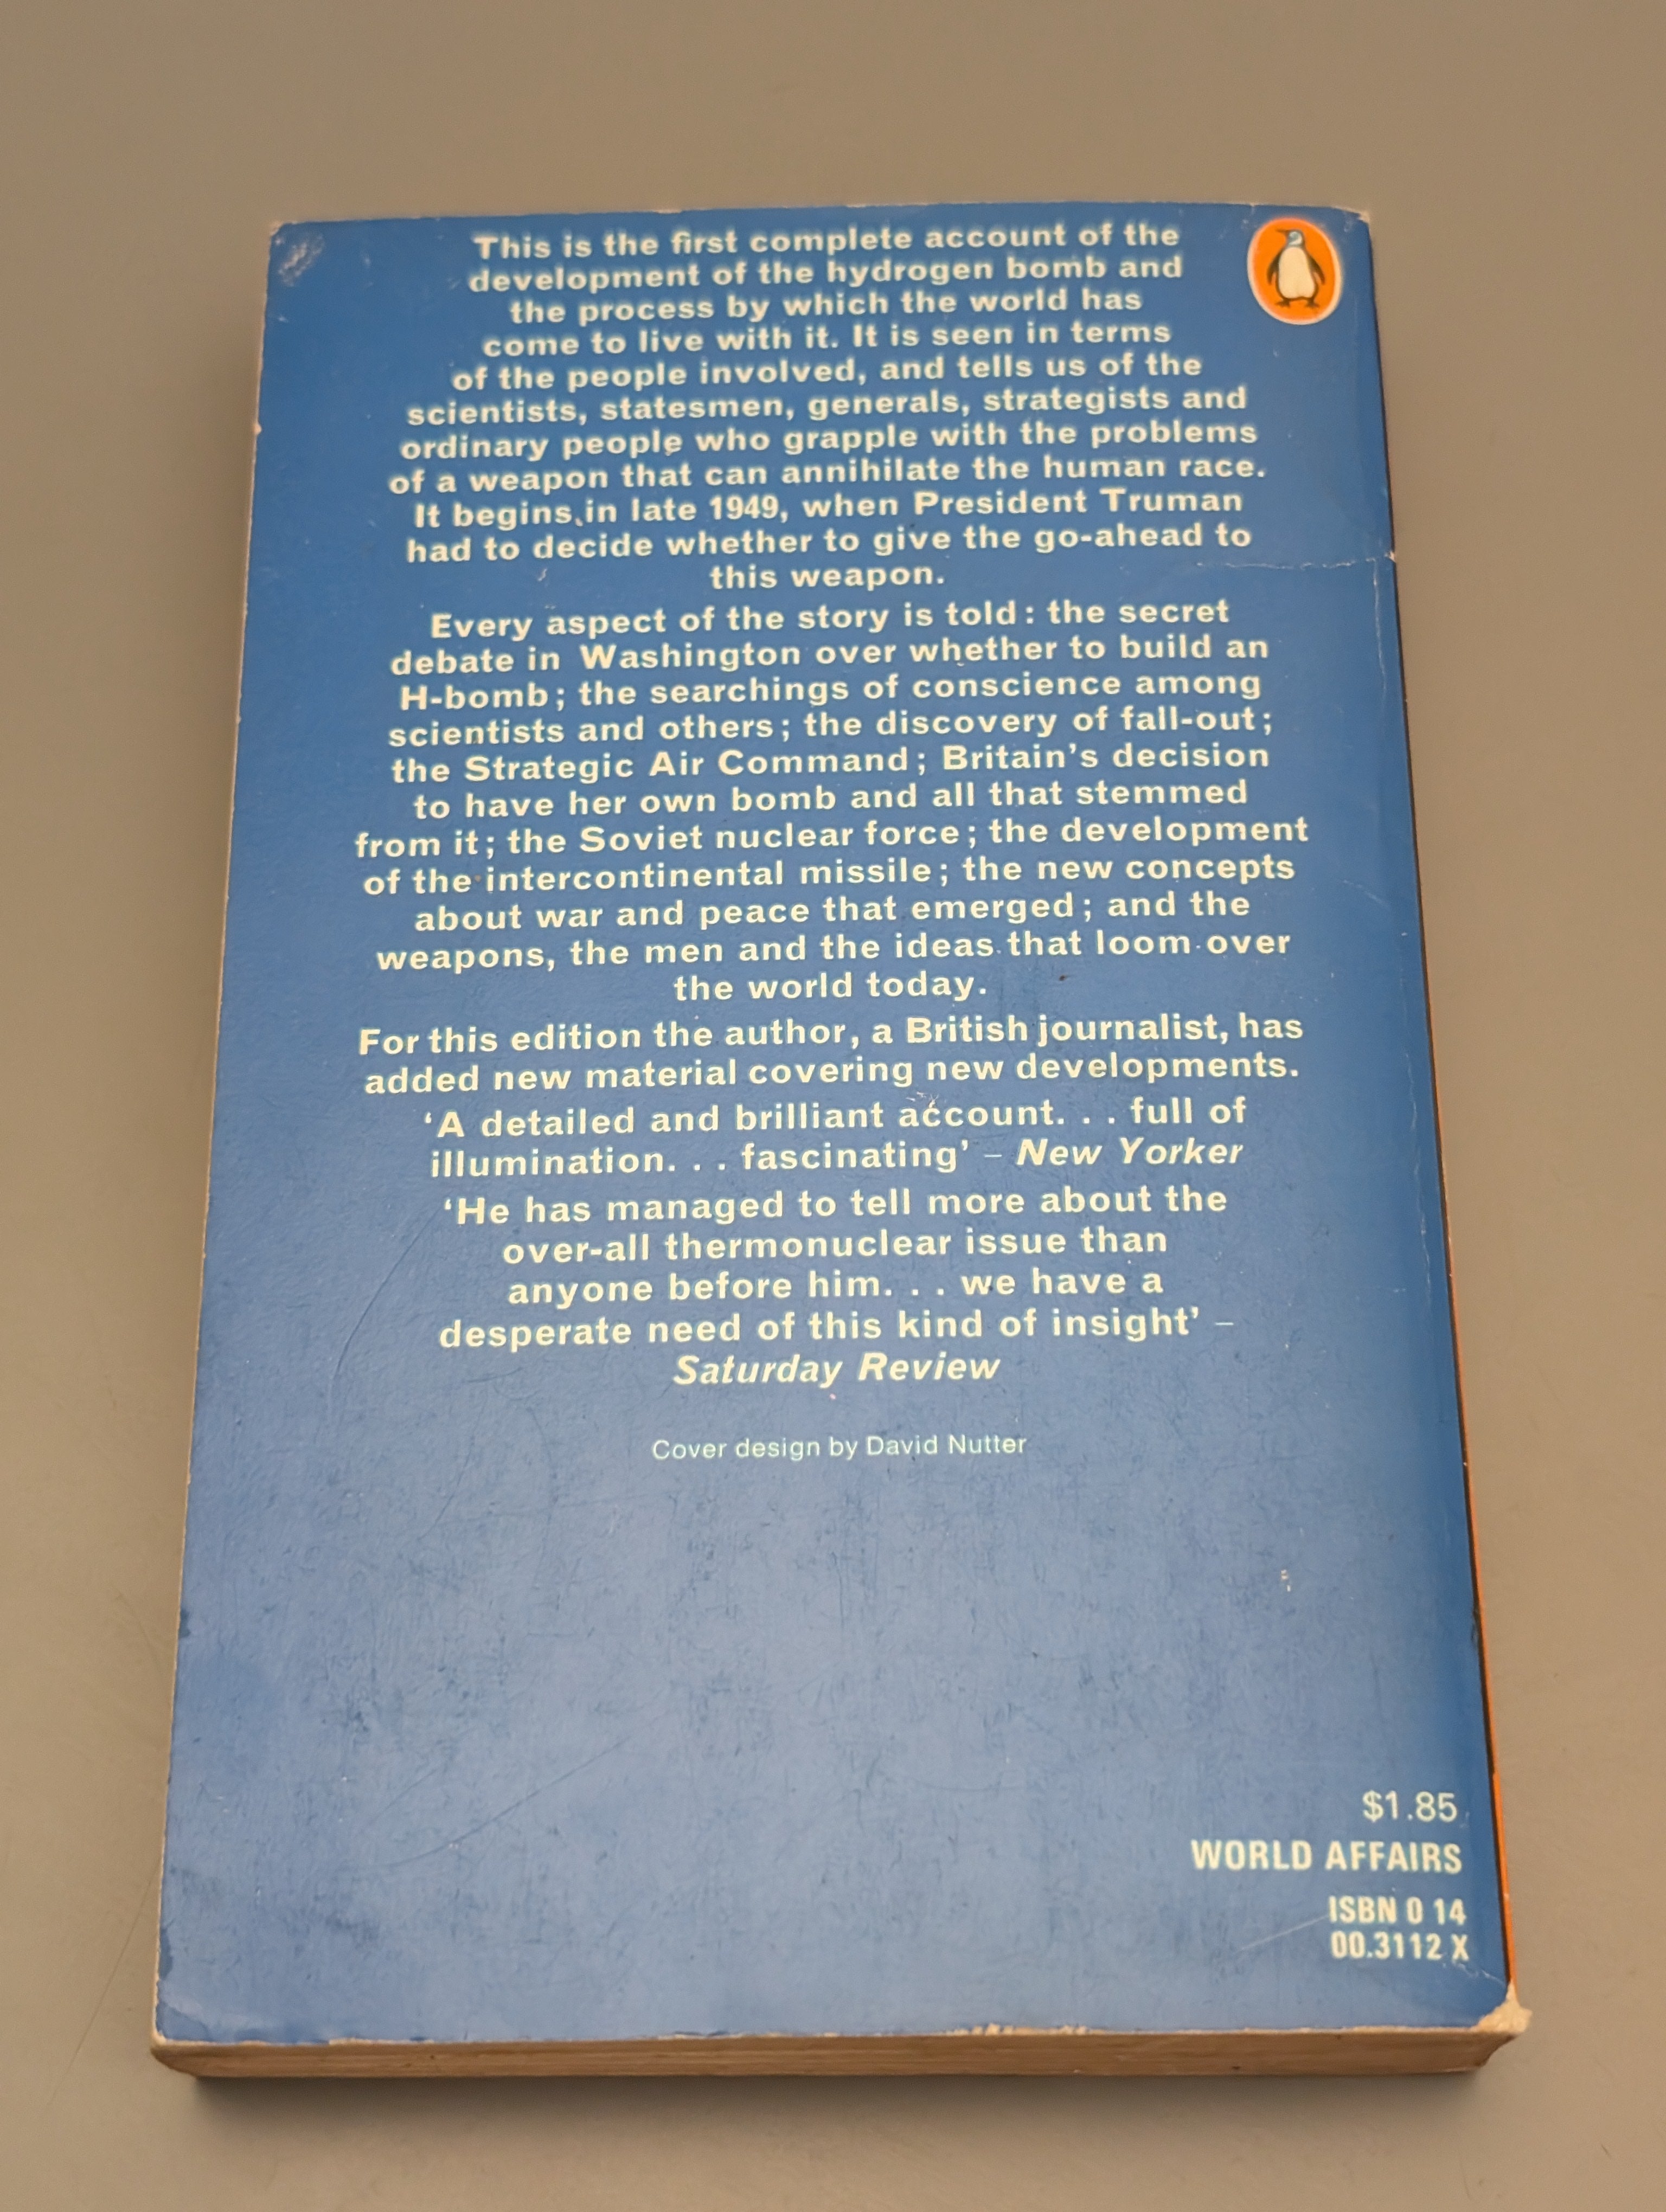 This is the first complete account of the
development of the hydrogen bomb and
the process by which the world has
come to live with it. It is seen in terms
of the people involved, and tells us of the
scientists, statesmen, generals, strategists and
ordinary people who grapple with the problems
of a weapon that can annihilate the human race.
It begins in late 1949, when President Truman
had to decide whether to give the go-ahead to
this weapon.
Every aspect of the story is told: the secret
debate in Washington over whether to build an
H-bomb; the searchings of conscience among
scientists and others; the discovery of fall-out;
the Strategic Air Command; Britain's decision
to have her own bomb and all that stemmed
from it; the Soviet nuclear force; the development
of the intercontinental missile; the new concepts
about war and peace that emerged; and the
weapons, the men and the ideas that loom over
the world today.
For this edition the author, a British journalist, has
added new material covering new developments.
‘A detailed and brilliant account. . . full of
illumination. . . fascinating’ – New Yorker
‘He has managed to tell more about the
over-all thermonuclear issue than
anyone before him. . . we have a
desperate need of this kind of insight’ –
Saturday Review
Cover design by David Nutter
$1.85
WORLD AFFAIRS
ISBN 0 14
00.3112 X